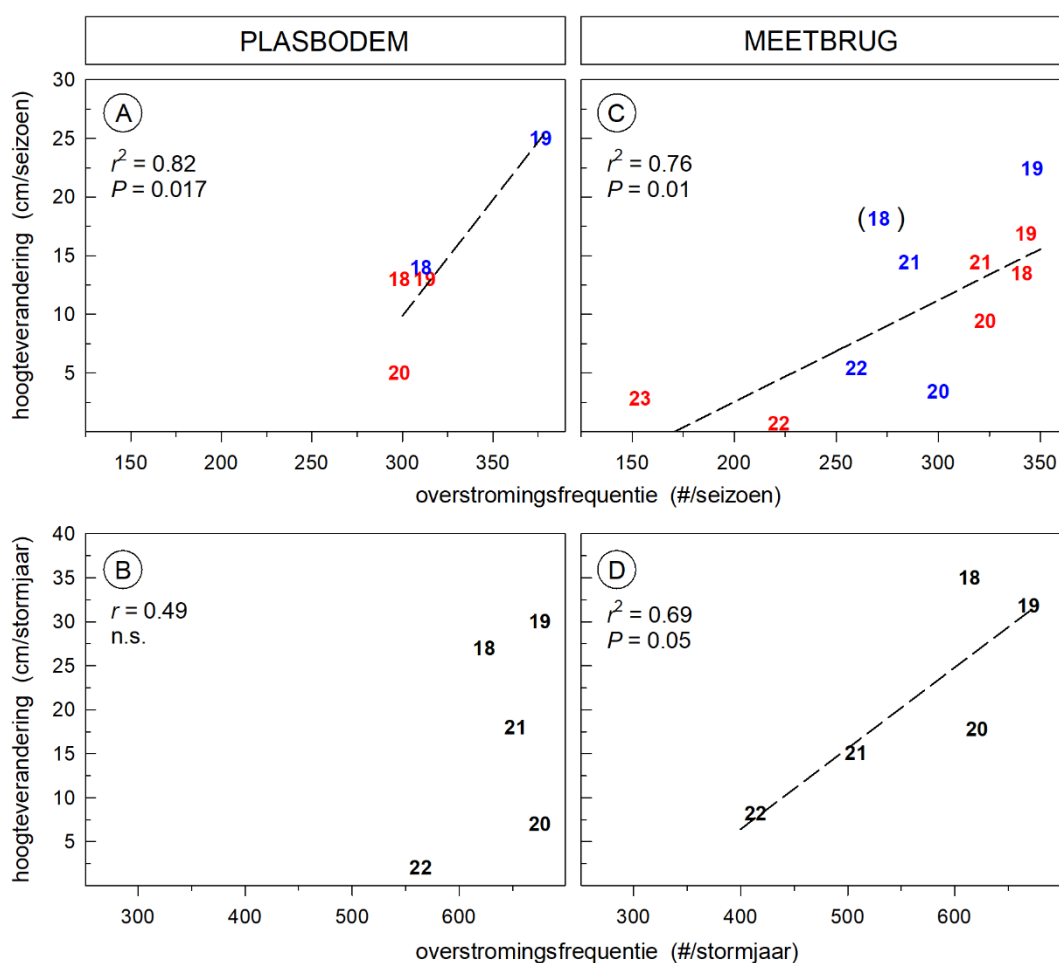 PLASBODEM
MEETBRUG
hoogteverandering (cm/seizoen)
30
25
20
15
10
5
A
r² = 0.82
P = 0.017
19
18
18 19
20
150 200 250 300 350
C
r² = 0.76
P = 0.01
19
(18)
19
21
21
18
20
22
20
23
22
150 200 250 300 350
overstromingsfrequentie (#/seizoen)
hoogteverandering (cm/stormjaar)
40
35
30
25
20
15
10
5
B
r = 0.49
n.s.
19
18
21
20
22
300 400 500 600
D
r² = 0.69
P = 0.05
18
19
20
21
22
300 400 500 600
overstromingsfrequentie (#/stormjaar)